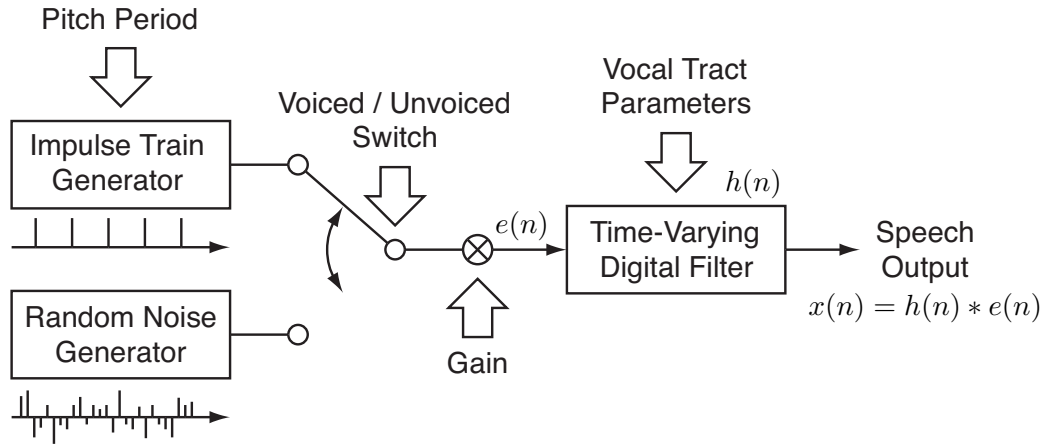 Pitch Period
Impulse Train
Generator
Random Noise
Generator
Voiced / Unvoiced
Switch
e(n)
Gain
Vocal Tract
Parameters
h(n)
Time-Varying
Digital Filter
Speech
Output
x(n) = h(n) ∗ e(n)